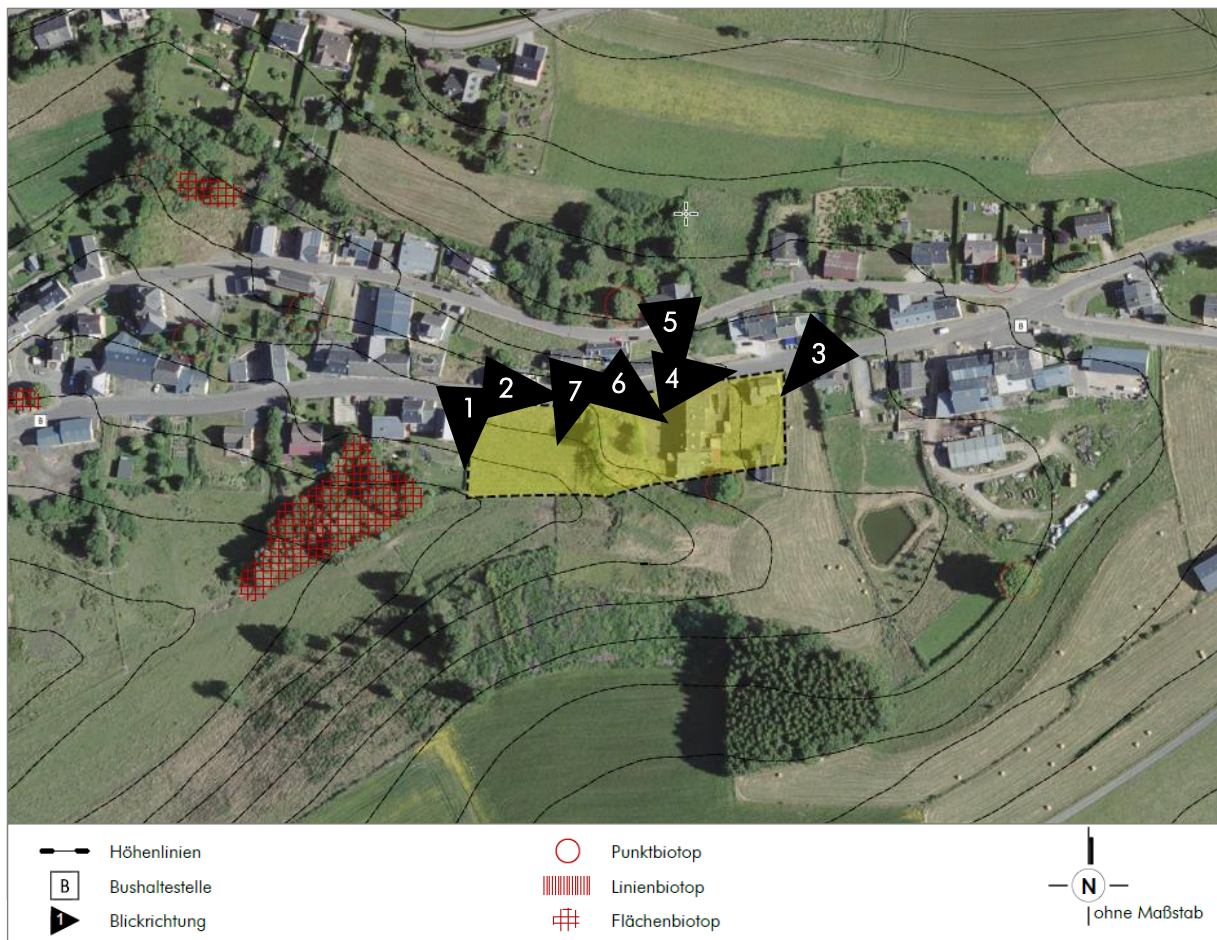 5
3
4
2
6
7
1
B
B
Höhenlinien
B Bushaltestelle
1 Blickrichtung
Punktbiotop
Linienbiotop
Flächenbiotop
N
ohne Maßstab